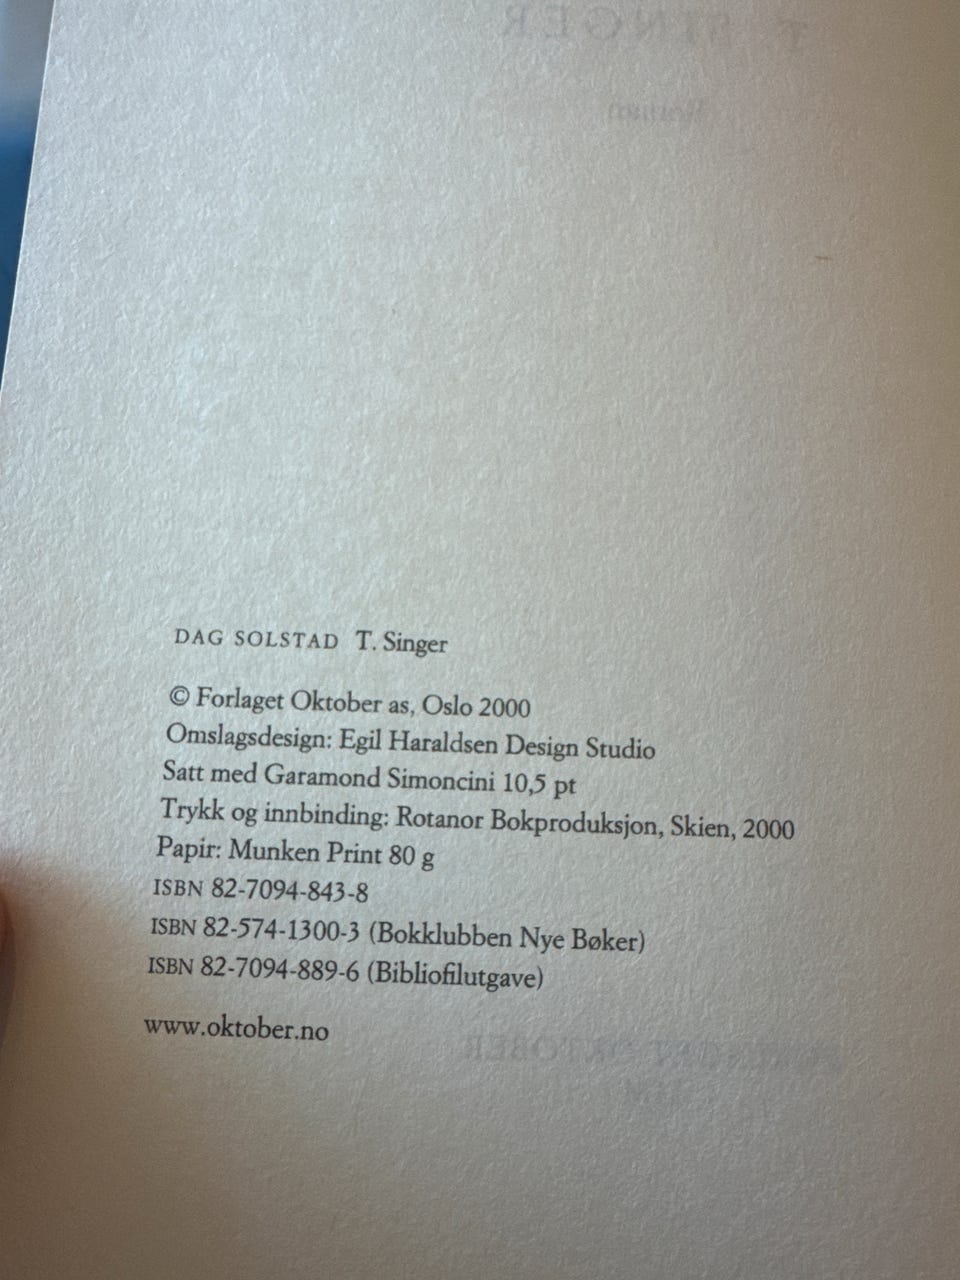 DAG SOLSTAD T. Singer
© Forlaget Oktober as, Oslo 2000
Omslagsdesign: Egil Haraldsen Design Studio
Satt med Garamond Simoncini 10,5 pt
Trykk og innbinding: Rotanor Bokproduksjon, Skien, 2000
Papir: Munken Print 80 g
ISBN 82-7094-843-8
ISBN 82-574-1300-3 (Bokklubben Nye Bøker)
ISBN 82-7094-889-6 (Bibliofilutgave)
www.oktober.no